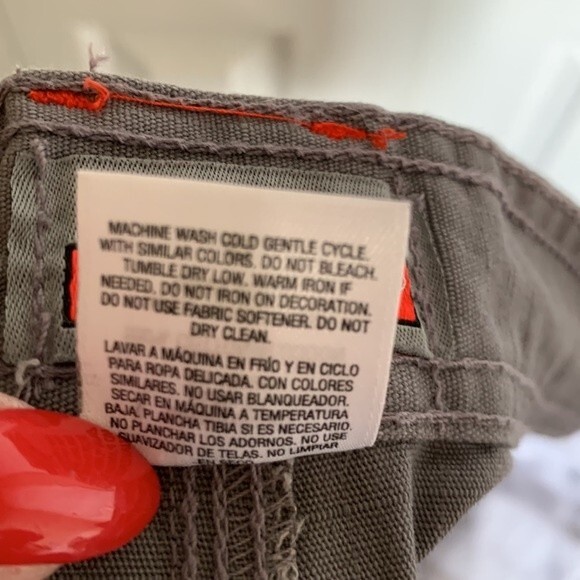 MACHINE WASH COLD GENTLE CYCLE.
WITH SIMILAR COLORS. DO NOT BLEACH.
TUMBLE DRY LOW. WARM IRON IF
NEEDED. DO NOT IRON ON DECORATION.
DO NOT USE FABRIC SOFTENER. DO NOT
DRY CLEAN.
LAVAR A MÁQUINA EN FRÍO Y EN CICLO
PARA ROPA DELICADA. CON COLORES
SIMILARES. NO USAR BLANQUEADOR.
SECAR EN MÁQUINA A TEMPERATURA
BAJA. PLANCHA TIBIA SI ES NECESARIO.
NO PLANCHAR LOS ADORNOS. NO USE
SUAVIZADOR DE TELAS. NO LIMPIAR